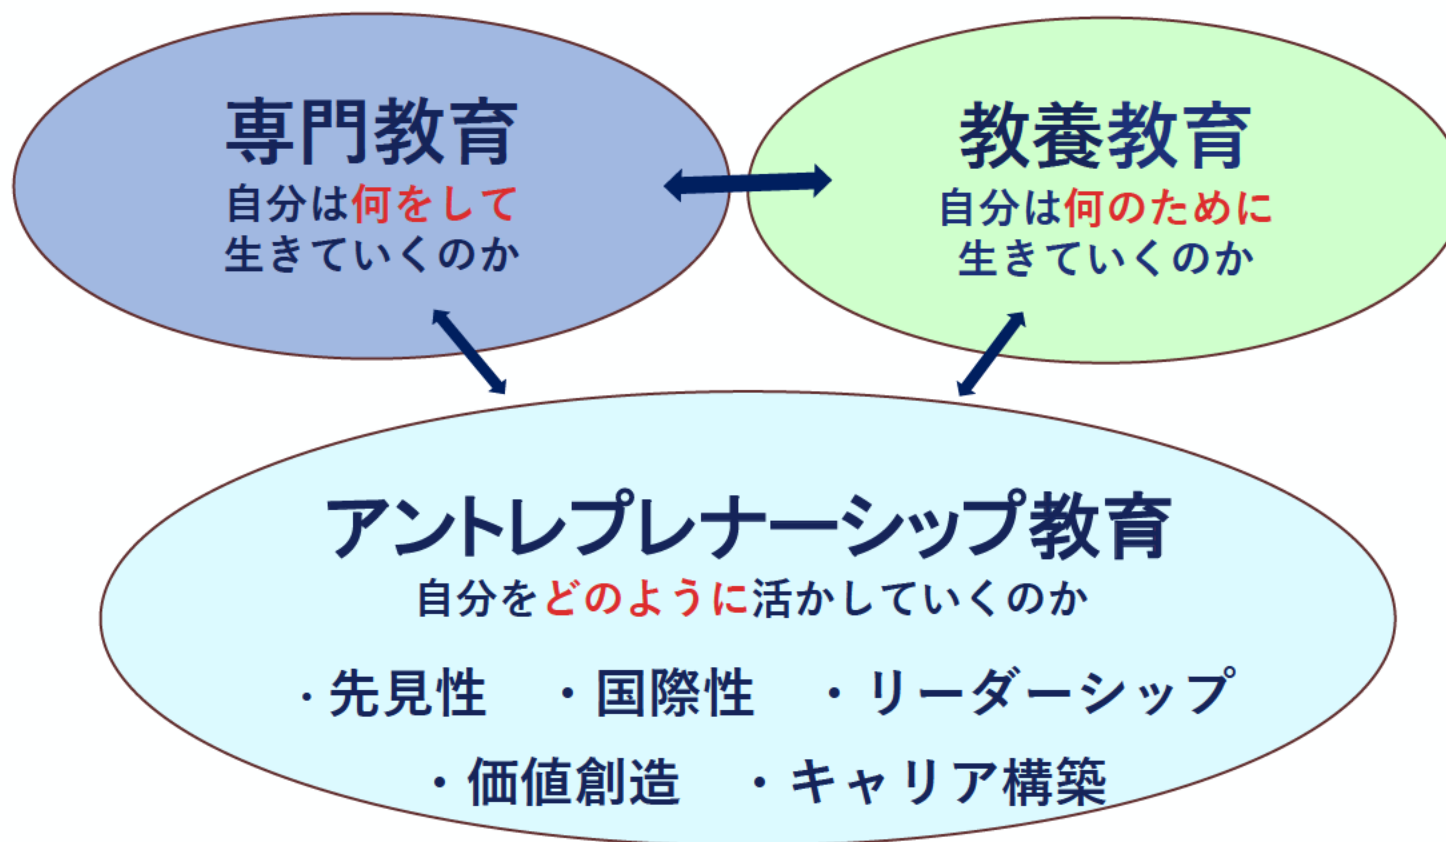 専門教育
自分は何をして
生きていくのか
教養教育
自分は何のために
生きていくのか
アントレプレナーシップ教育
自分をどのように活かしていくのか
・先見性 ・国際性 ・リーダーシップ
・価値創造 ・キャリア構築